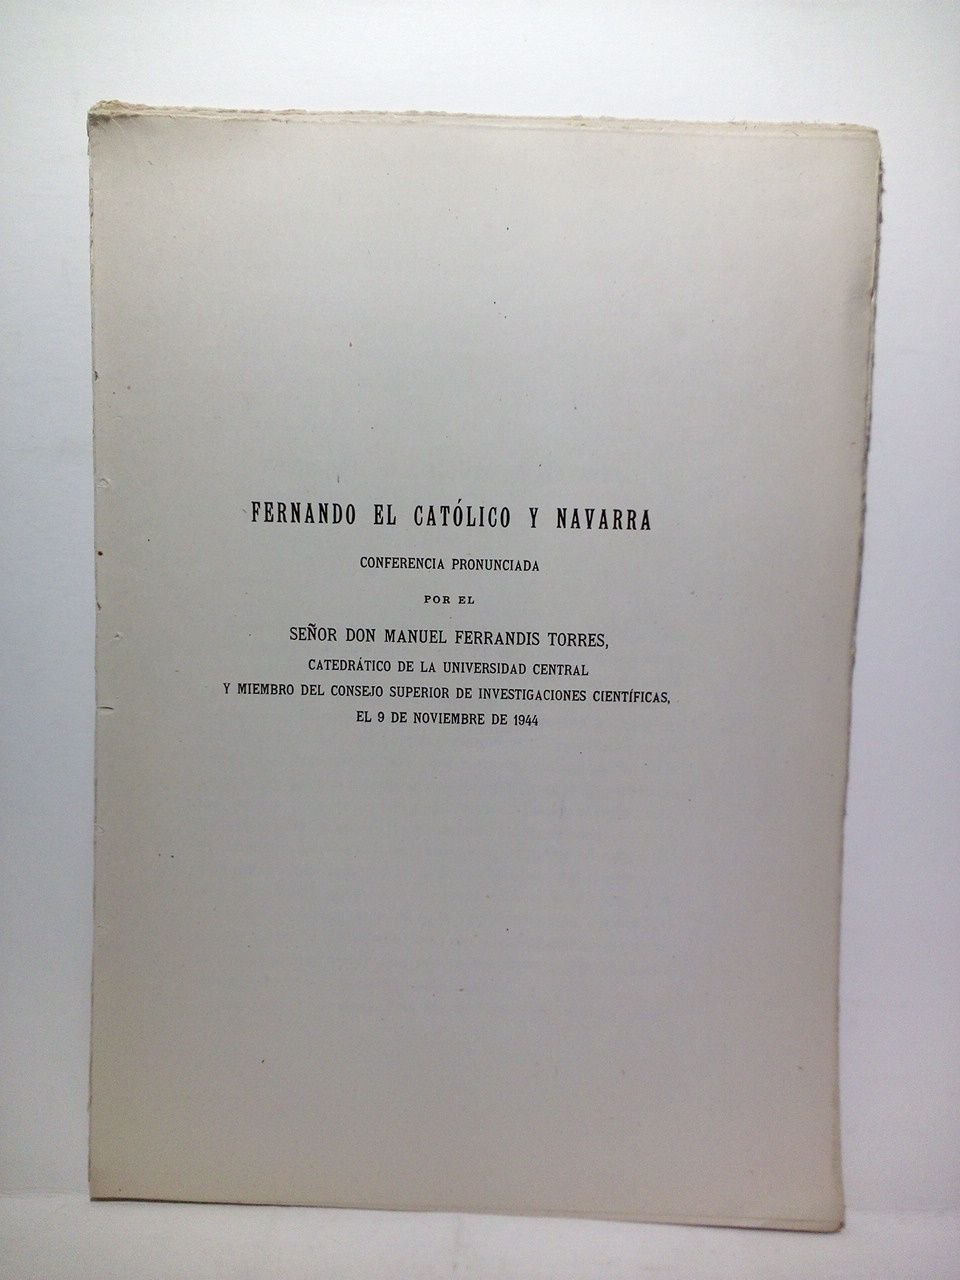 FERNANDO EL CATÓLICO Y NAVARRA
CONFERENCIA PRONUNCIADA
POR EL
SEÑOR DON MANUEL FERRANDIS TORRES,
CATEDRÁTICO DE LA UNIVERSIDAD CENTRAL
Y MIEMBRO DEL CONSEJO SUPERIOR DE INVESTIGACIONES CIENTÍFICAS,
EL 9 DE NOVIEMBRE DE 1944